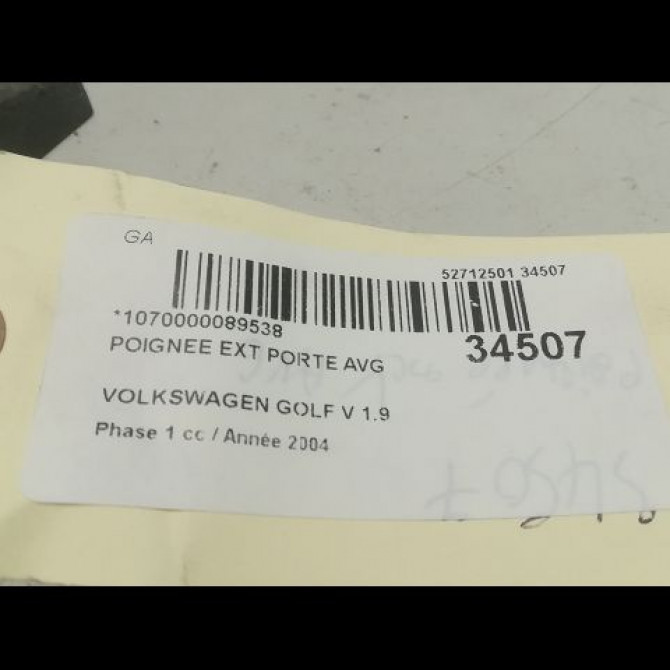 GA
52712501 34507
*1070000089538
34507
POIGNEE EXT PORTE AVG
VOLKSWAGEN GOLF V 1.9
Phase 1 cc / Année 2004